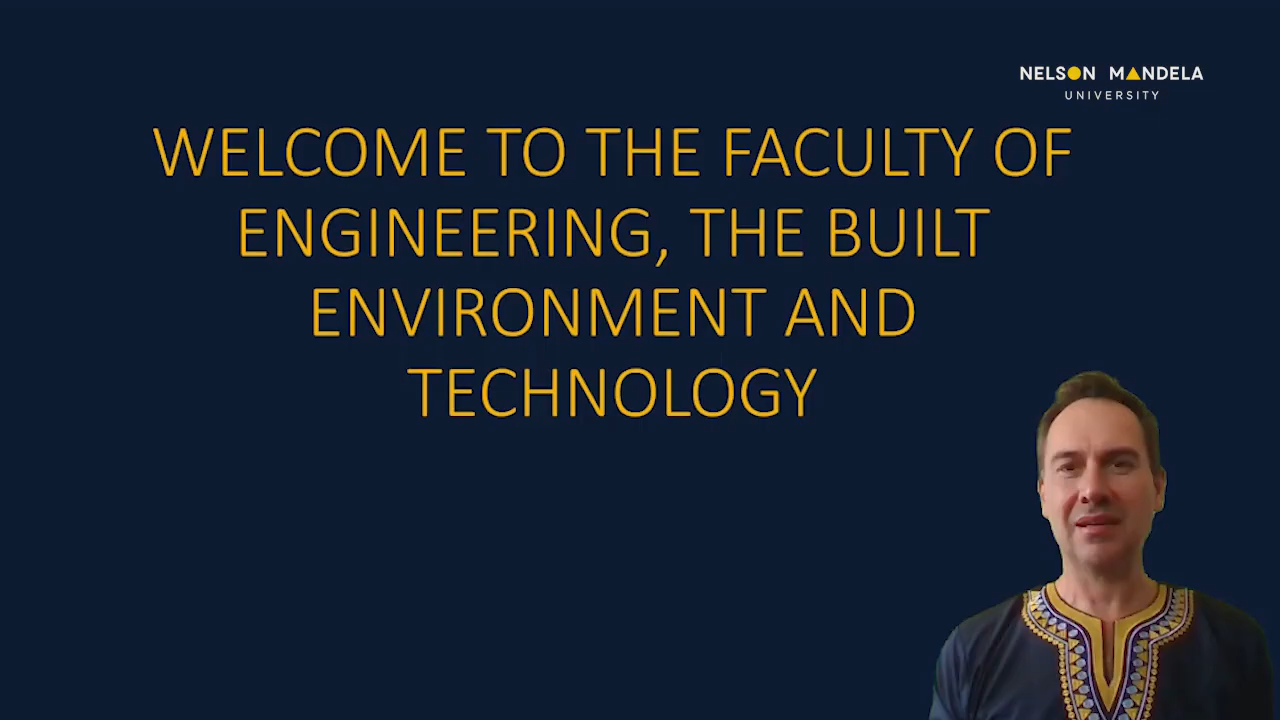 NELSON MANDELA
UNIVERSITY
WELCOME TO THE FACULTY OF
ENGINEERING, THE BUILT
ENVIRONMENT AND
TECHNOLOGY